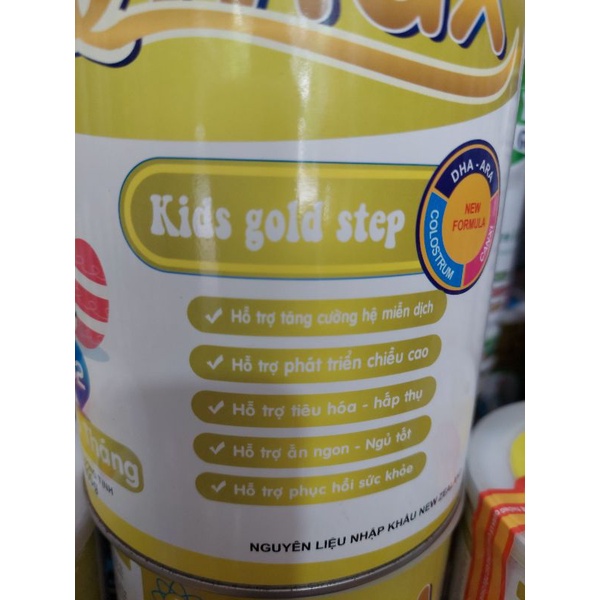 Kids gold step
DHA - ARA
NEW
FORMULA
COLOSTRUM
CANXI
Hỗ trợ tăng cường hệ miễn dịch
Hỗ trợ phát triển chiều cao
Hỗ trợ tiêu hóa - hấp thụ
Hỗ trợ ăn ngon - Ngủ tốt
Hỗ trợ phục hồi sức khỏe
Tháng
NGUYÊN LIỆU NHẬP KHẨU NEW